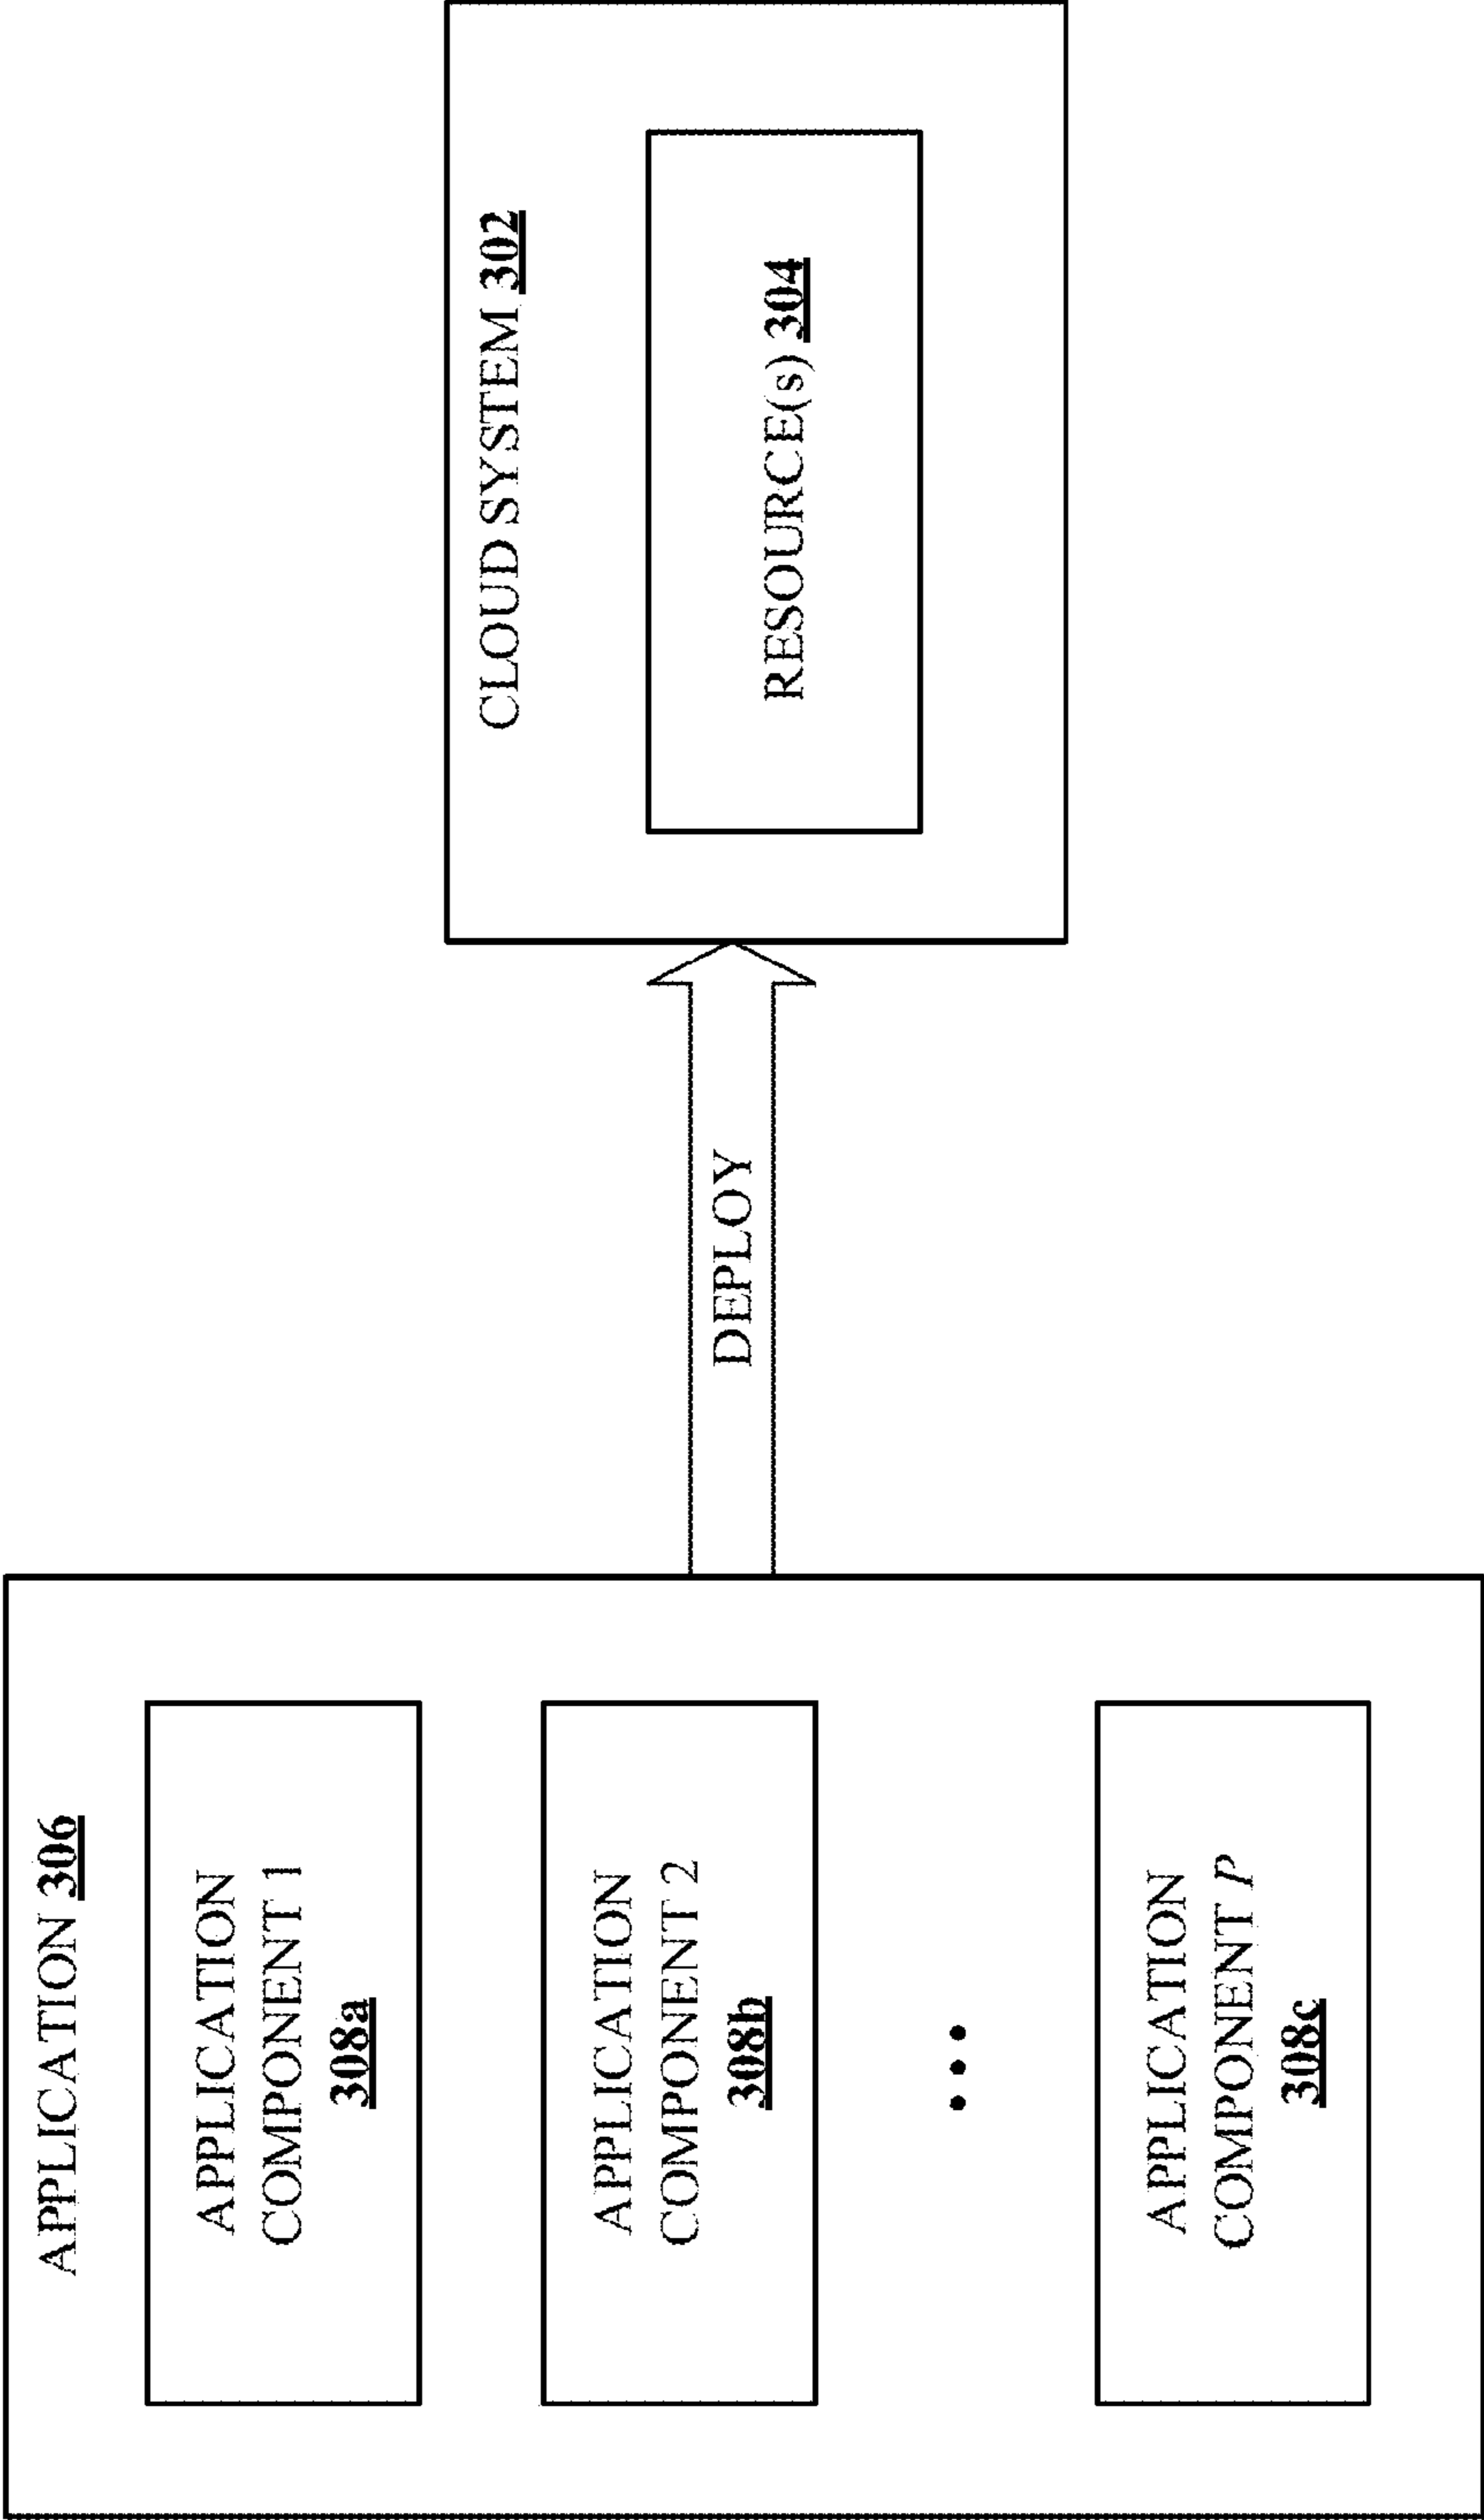 APPLICATION 306
APPLICATION
COMPONENT 1
308a
APPLICATION
COMPONENT 2
308b
APPLICATION
COMPONENT P
308c
DEPLOY
CLOUD SYSTEM 302
RESOURCE(s) 304